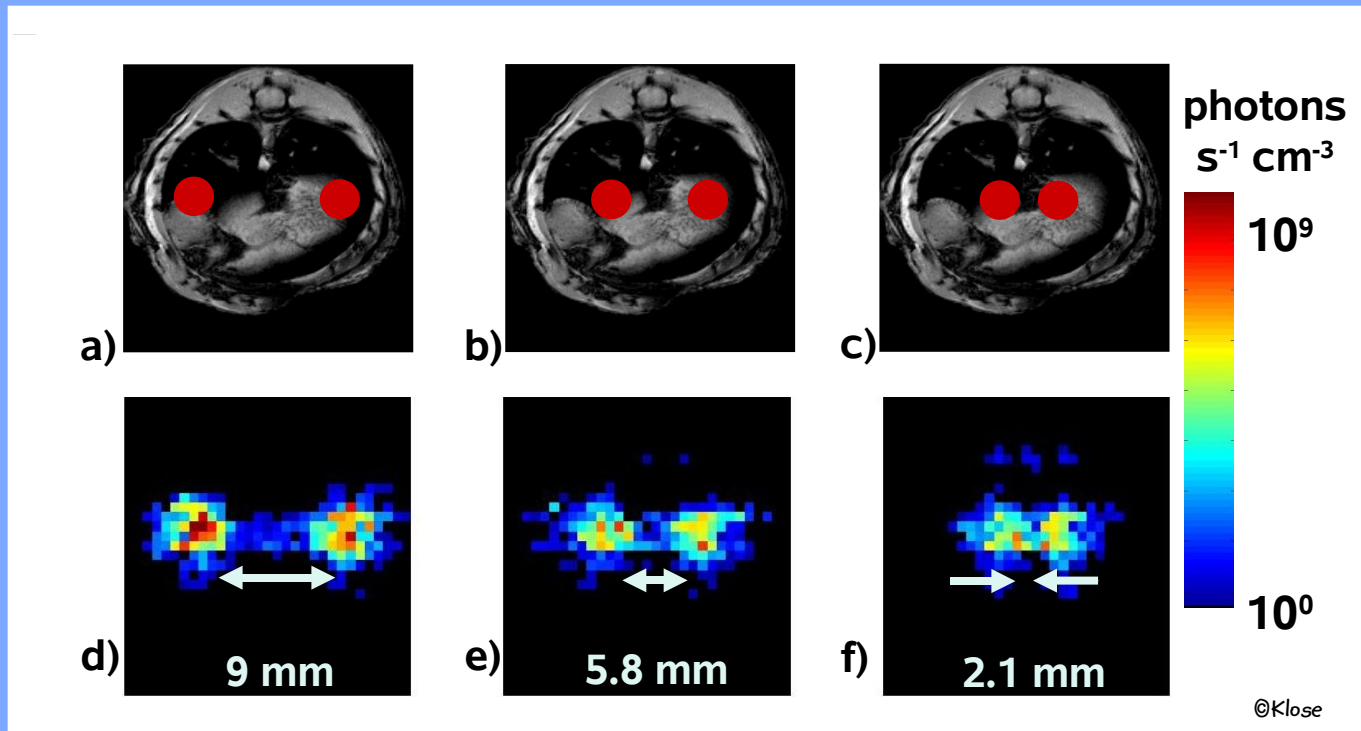 photons
s⁻¹ cm⁻³
10⁹
a)
b)
c)
10⁰
d)
9 mm
e)
5.8 mm
f)
2.1 mm
©Klose